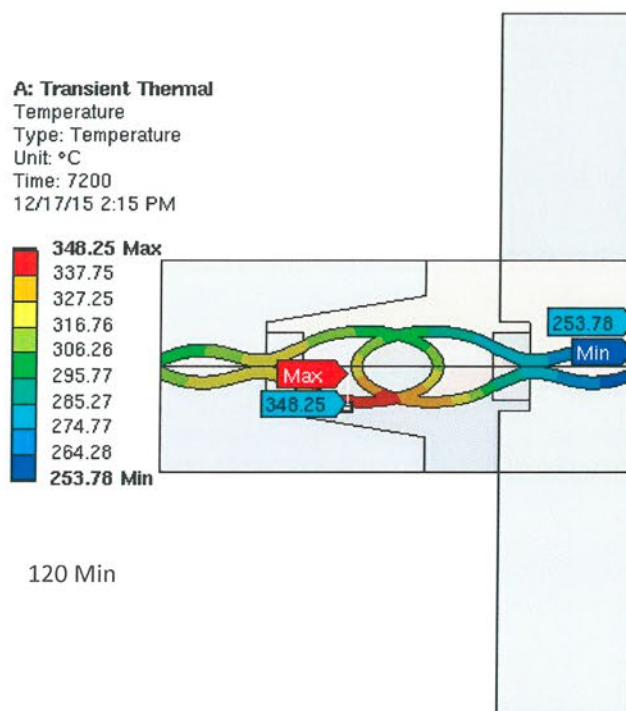 A: Transient Thermal
Temperature
Type: Temperature
Unit: °C
Time: 7200
12/17/15 2:15 PM
348.25 Max
337.75
327.25
316.76
306.26
295.77
285.27
274.77
264.28
253.78 Min
253.78
Min
Max
348.25
120 Min